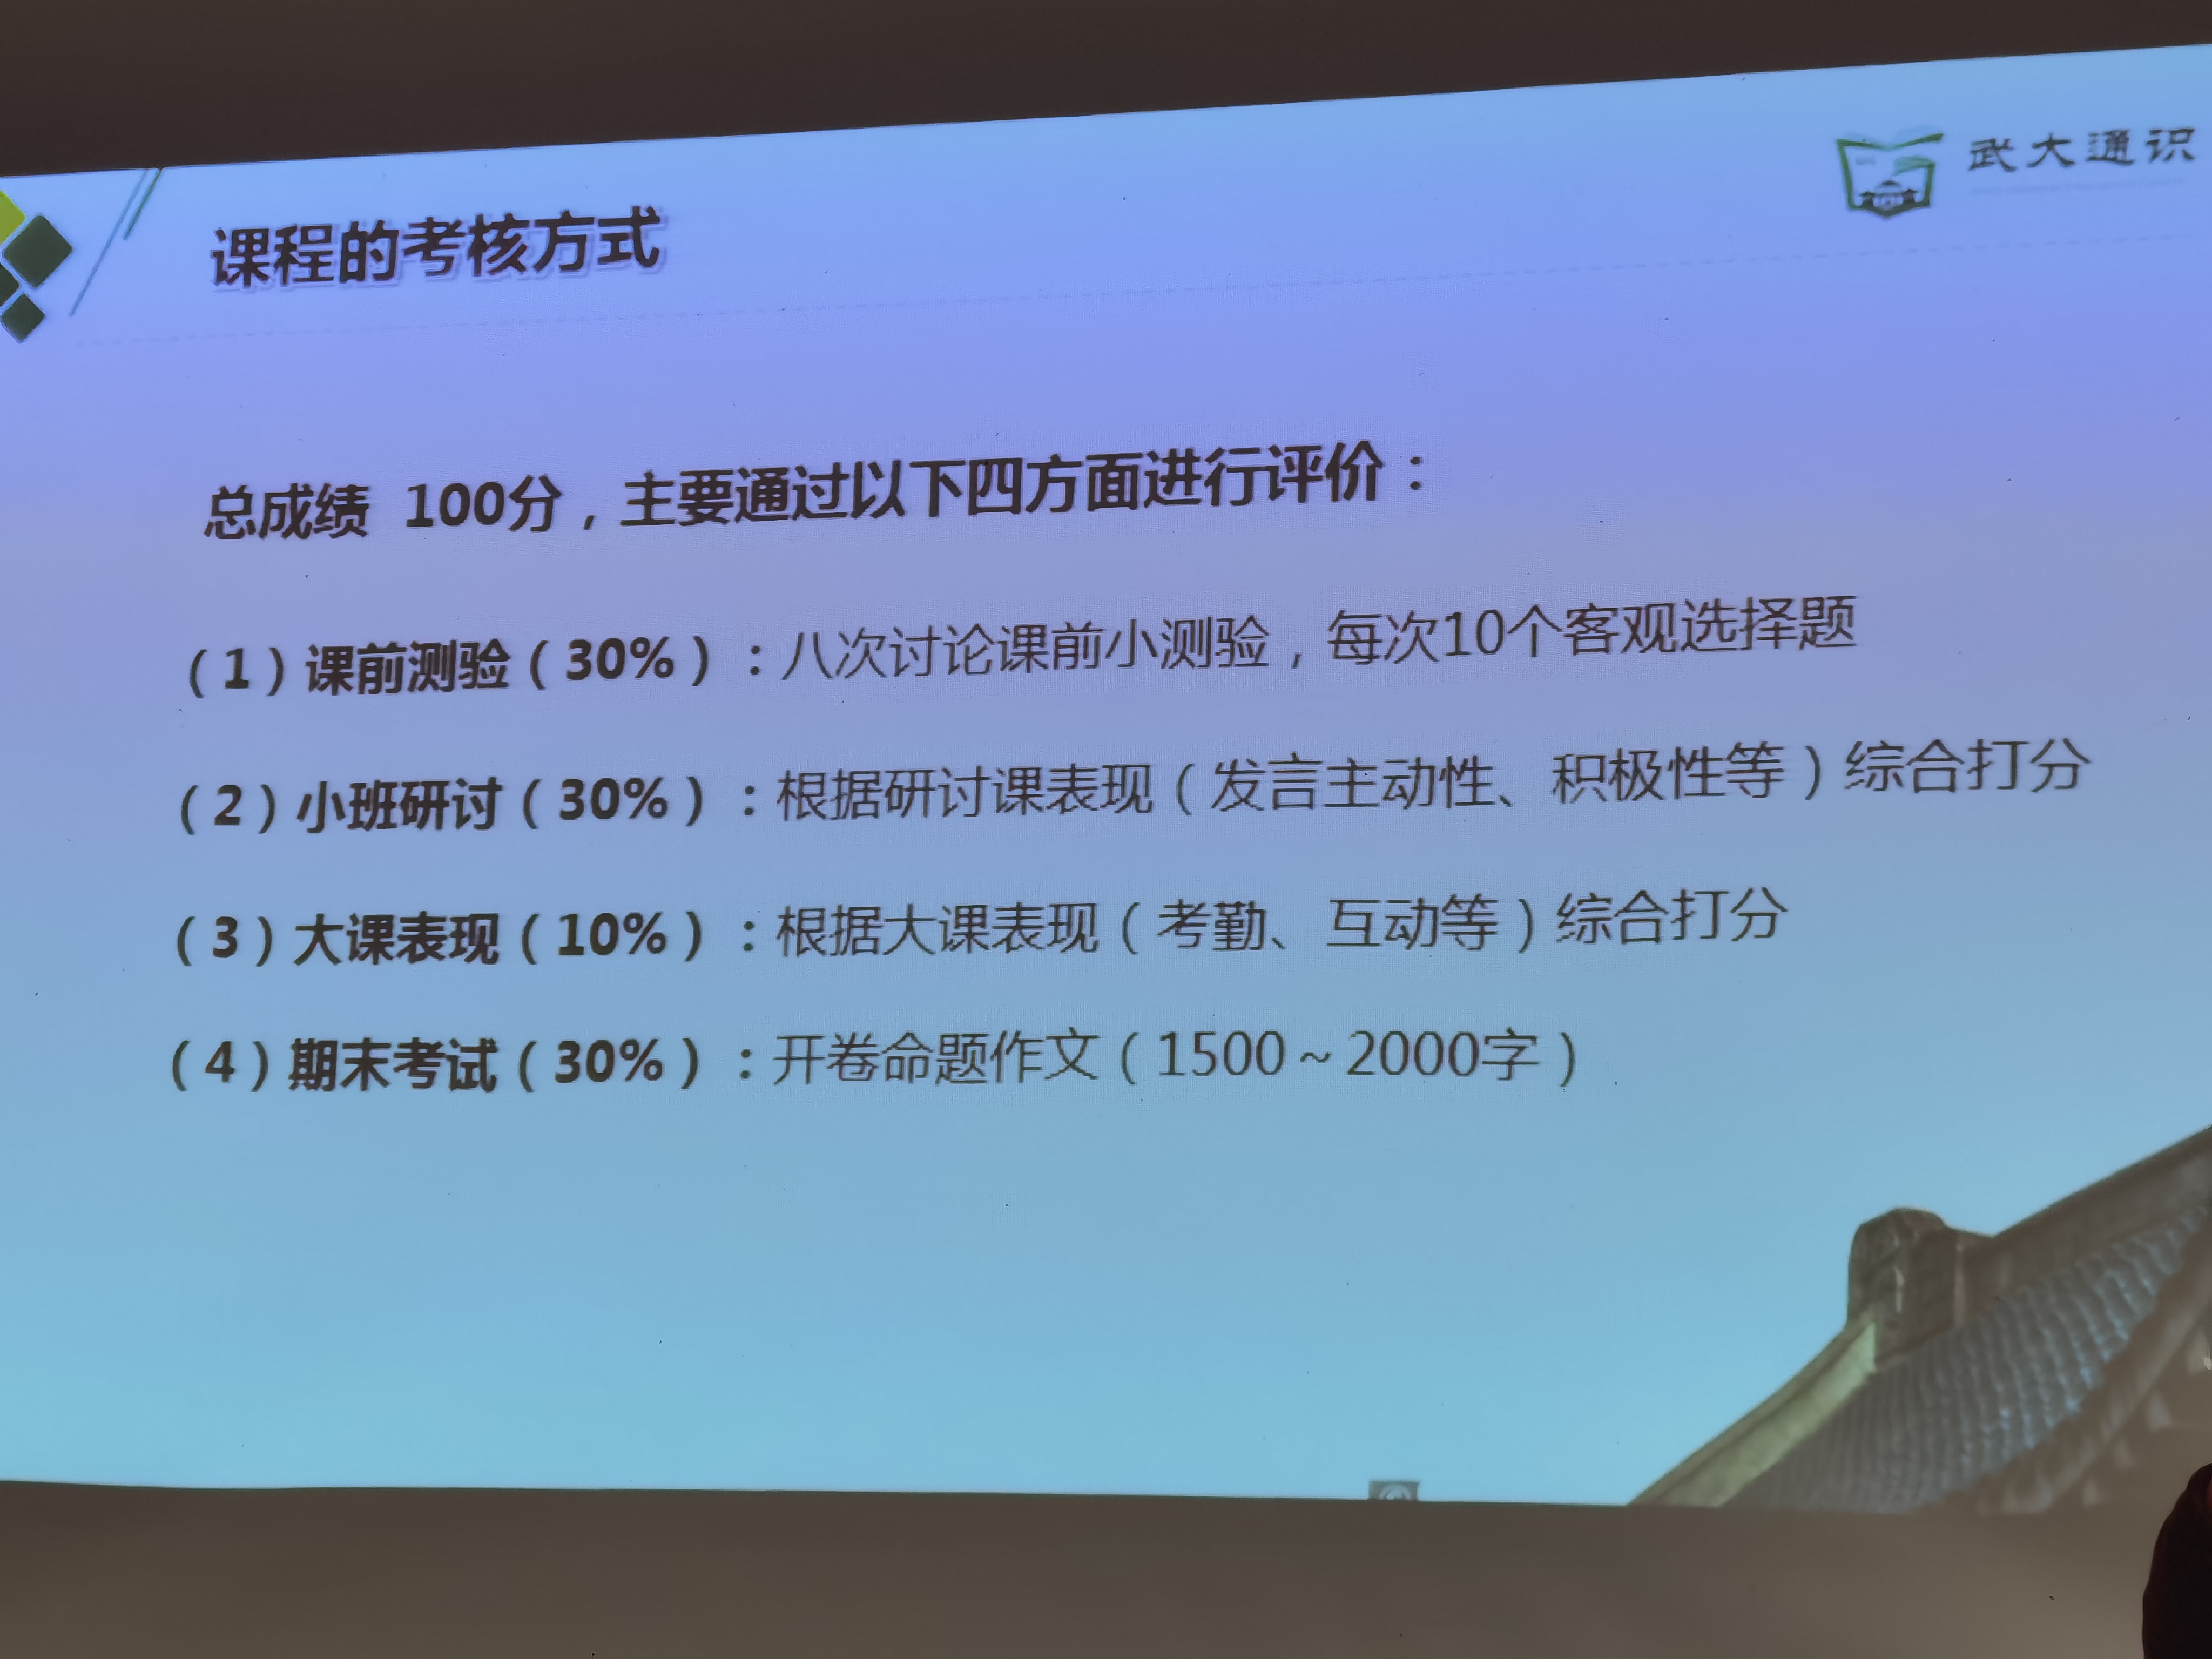 武大通识
课程的考核方式
总成绩 100分，主要通过以下四方面进行评价：
（1）课前测验（30%）：八次讨论课前小测验，每次10个客观选择题
（2）小班研讨（30%）：根据研讨课表现（发言主动性、积极性等）综合打分
（3）大课表现（10%）：根据大课表现（考勤、互动等）综合打分
（4）期末考试（30%）：开卷命题作文（1500～2000字）